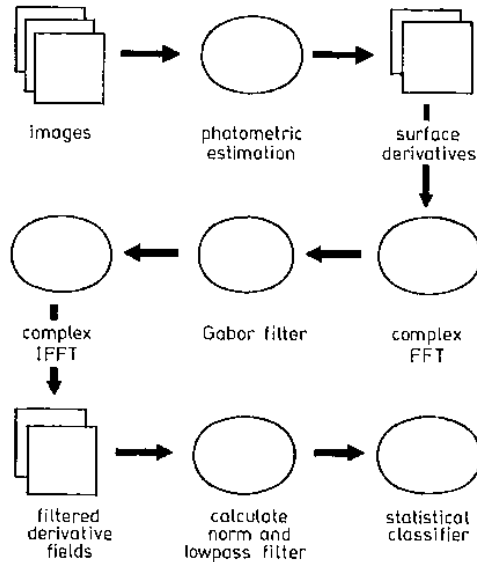 images
photometric
estimation
surface
derivatives
complex
IFFT
Gabor filter
complex
FFT
filtered
derivative
fields
calculate
norm and
lowpass filter
statistical
classifier